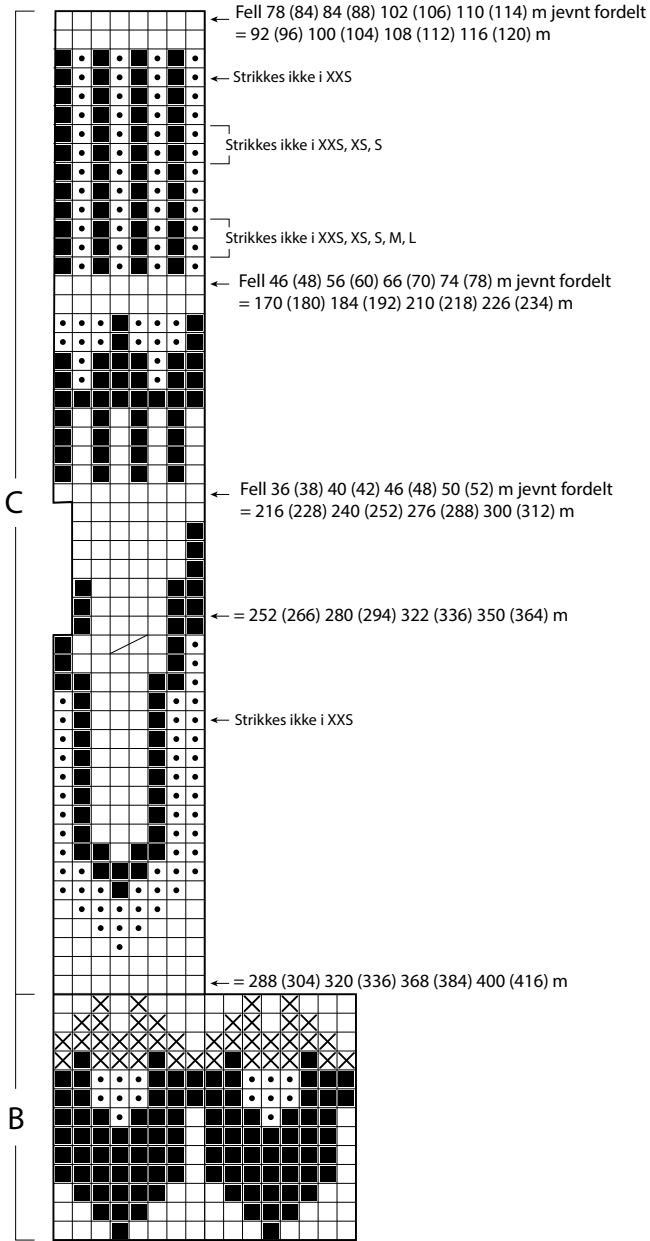 Fell 78 (84) 84 (88) 102 (106) 110 (114) m jevnt fordelt
= 92 (96) 100 (104) 108 (112) 116 (120) m
Strikkes ikke i XXS
Strikkes ikke i XXS, XS, S
Strikkes ikke i XXS, XS, S, M, L
Fell 46 (48) 56 (60) 66 (70) 74 (78) m jevnt fordelt
= 170 (180) 184 (192) 210 (218) 226 (234) m
Fell 36 (38) 40 (42) 46 (48) 50 (52) m jevnt fordelt
= 216 (228) 240 (252) 276 (288) 300 (312) m
C
= 252 (266) 280 (294) 322 (336) 350 (364) m
Strikkes ikke i XXS
= 288 (304) 320 (336) 368 (384) 400 (416) m
B